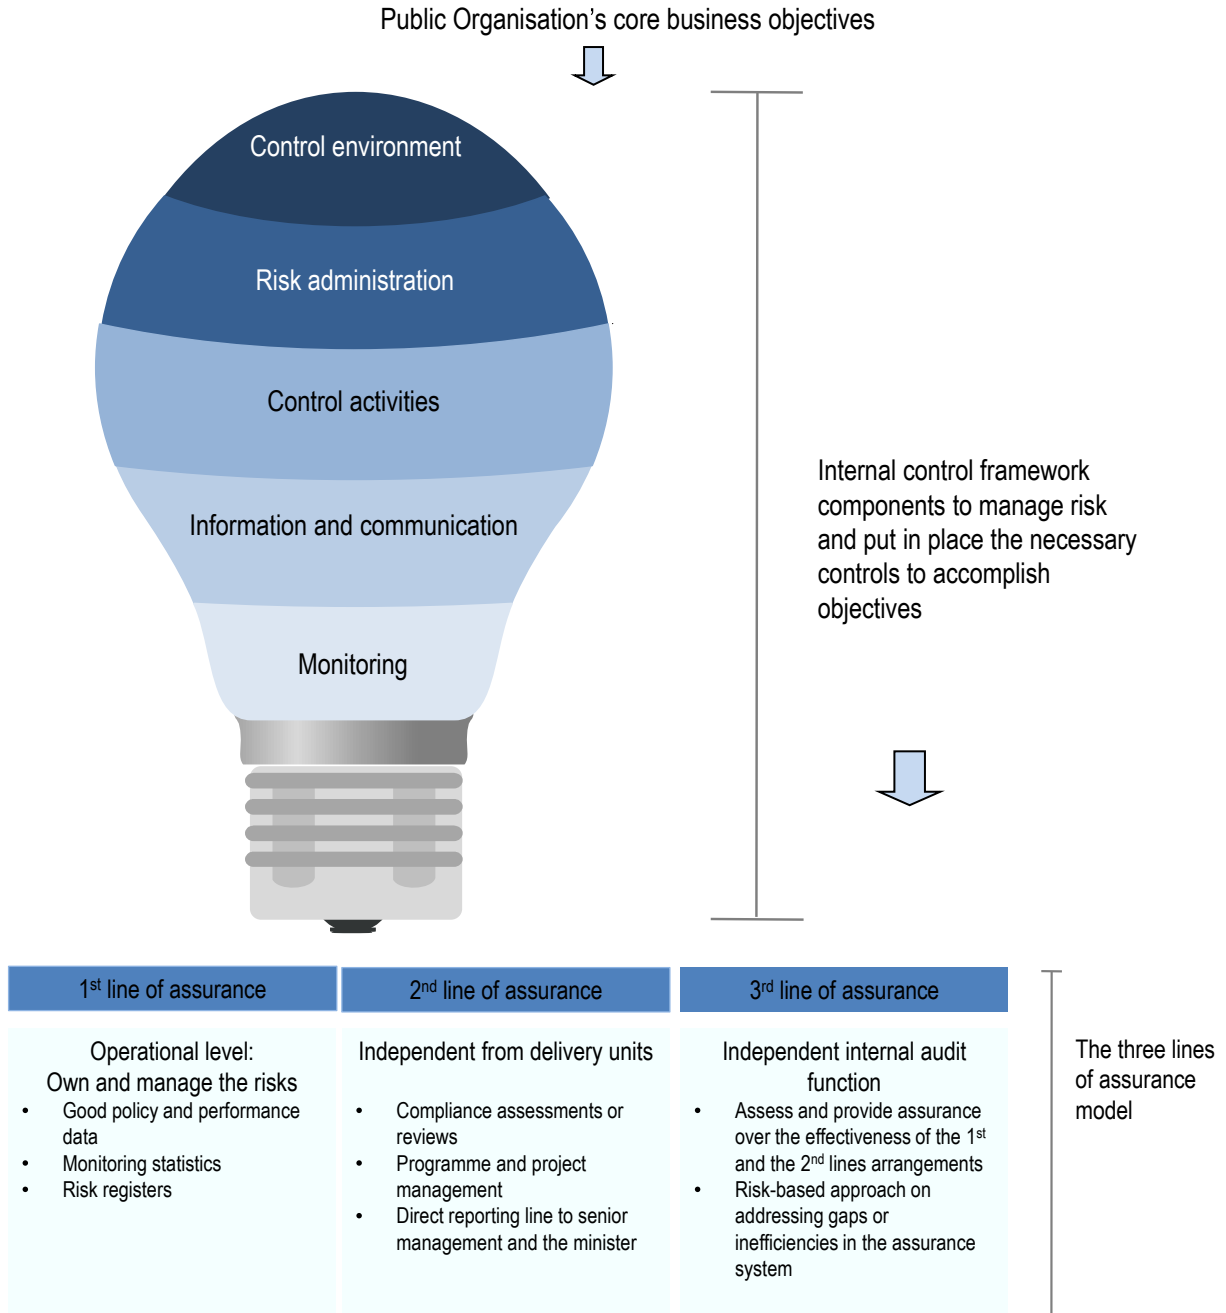 Public Organisation’s core business objectives
Control environment
Risk administration
Control activities
Information and communication
Monitoring
Internal control framework
components to manage risk
and put in place the necessary
controls to accomplish
objectives
1st line of assurance
2nd line of assurance
3rd line of assurance
Operational level:
Own and manage the risks
• Good policy and performance
data
• Monitoring statistics
• Risk registers
Independent from delivery units
• Compliance assessments or
reviews
• Programme and project
management
• Direct reporting line to senior
management and the minister
Independent internal audit
function
• Assess and provide assurance
over the effectiveness of the 1st
and the 2nd lines arrangements
• Risk-based approach on
addressing gaps or
inefficiencies in the assurance
system
The three lines
of assurance
model